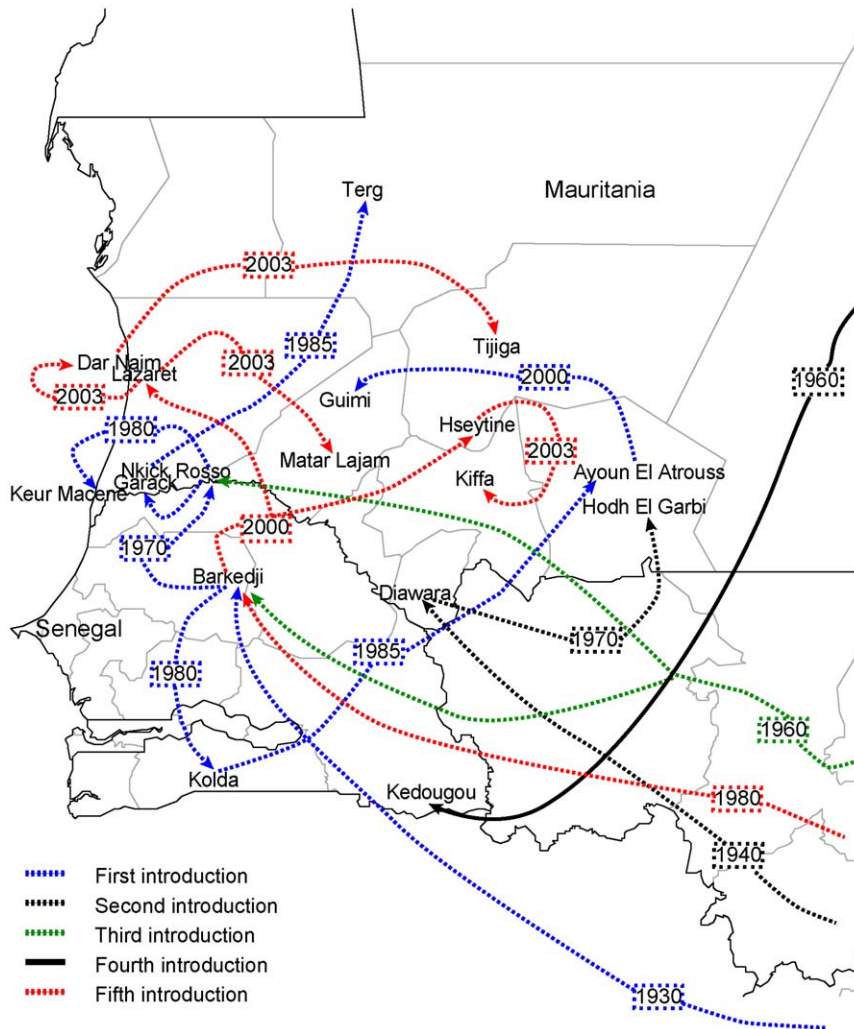 Terg
Mauritania
2003
Tijiga
1985
Dar Naim
Lazaret
2003
2003
2000
1960
Guimi
1980
Hseytine
2003
Matar Lajam
Nkick Rosso
Keur Macene
Garack
Kiffa
Ayoun El Atrouss
Hodh El Garbi
2000
1970
Barkedji
Diawara
Senegal
1970
1985
1980
1960
Kolda
Kedougou
1980
1940
First introduction
Second introduction
Third introduction
Fourth introduction
Fifth introduction
1930